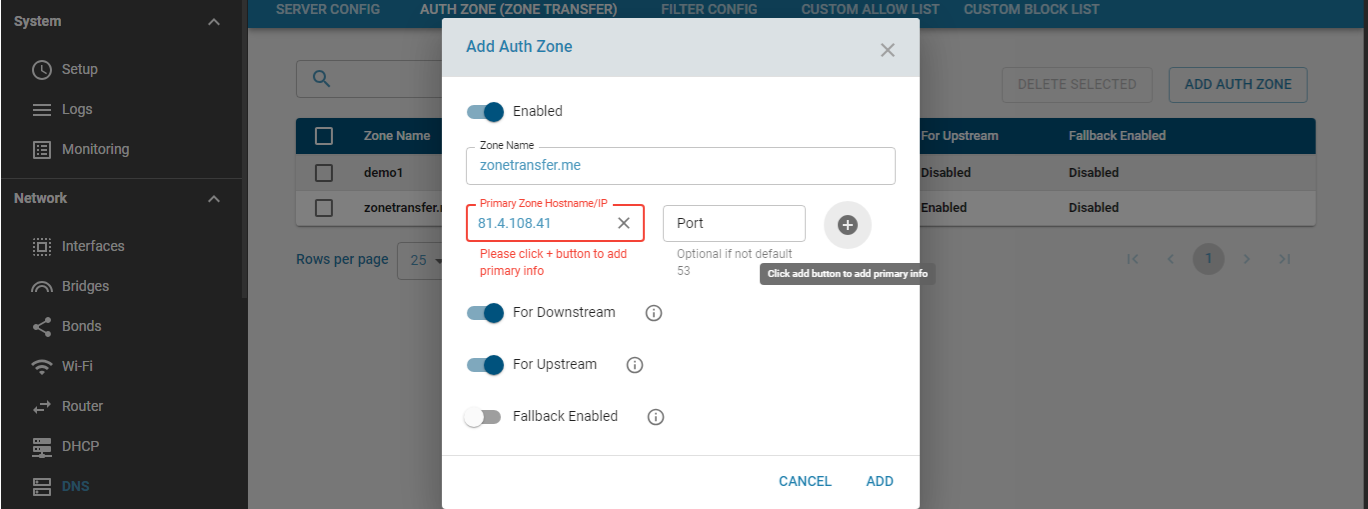 System
Setup
Logs
Monitoring
Network
Interfaces
Bridges
Bonds
Wi-Fi
Router
DHCP
DNS
SERVER CONFIG AUTH ZONE (ZONE TRANSFER) FILTER CONFIG CUSTOM ALLOW LIST CUSTOM BLOCK LIST
DELETE SELECTED ADD AUTH ZONE
Zone Name For Upstream Fallback Enabled
demo1 Disabled Disabled
zonetransfer. Enabled Disabled
Rows per page 25 1
Add Auth Zone
Enabled
Zone Name
zonetransfer.me
Primary Zone Hostname/IP
81.4.108.41 Port
Please click + button to add
primary info
Optional if not default
53
Click add button to add primary info
For Downstream
For Upstream
Fallback Enabled
CANCEL ADD